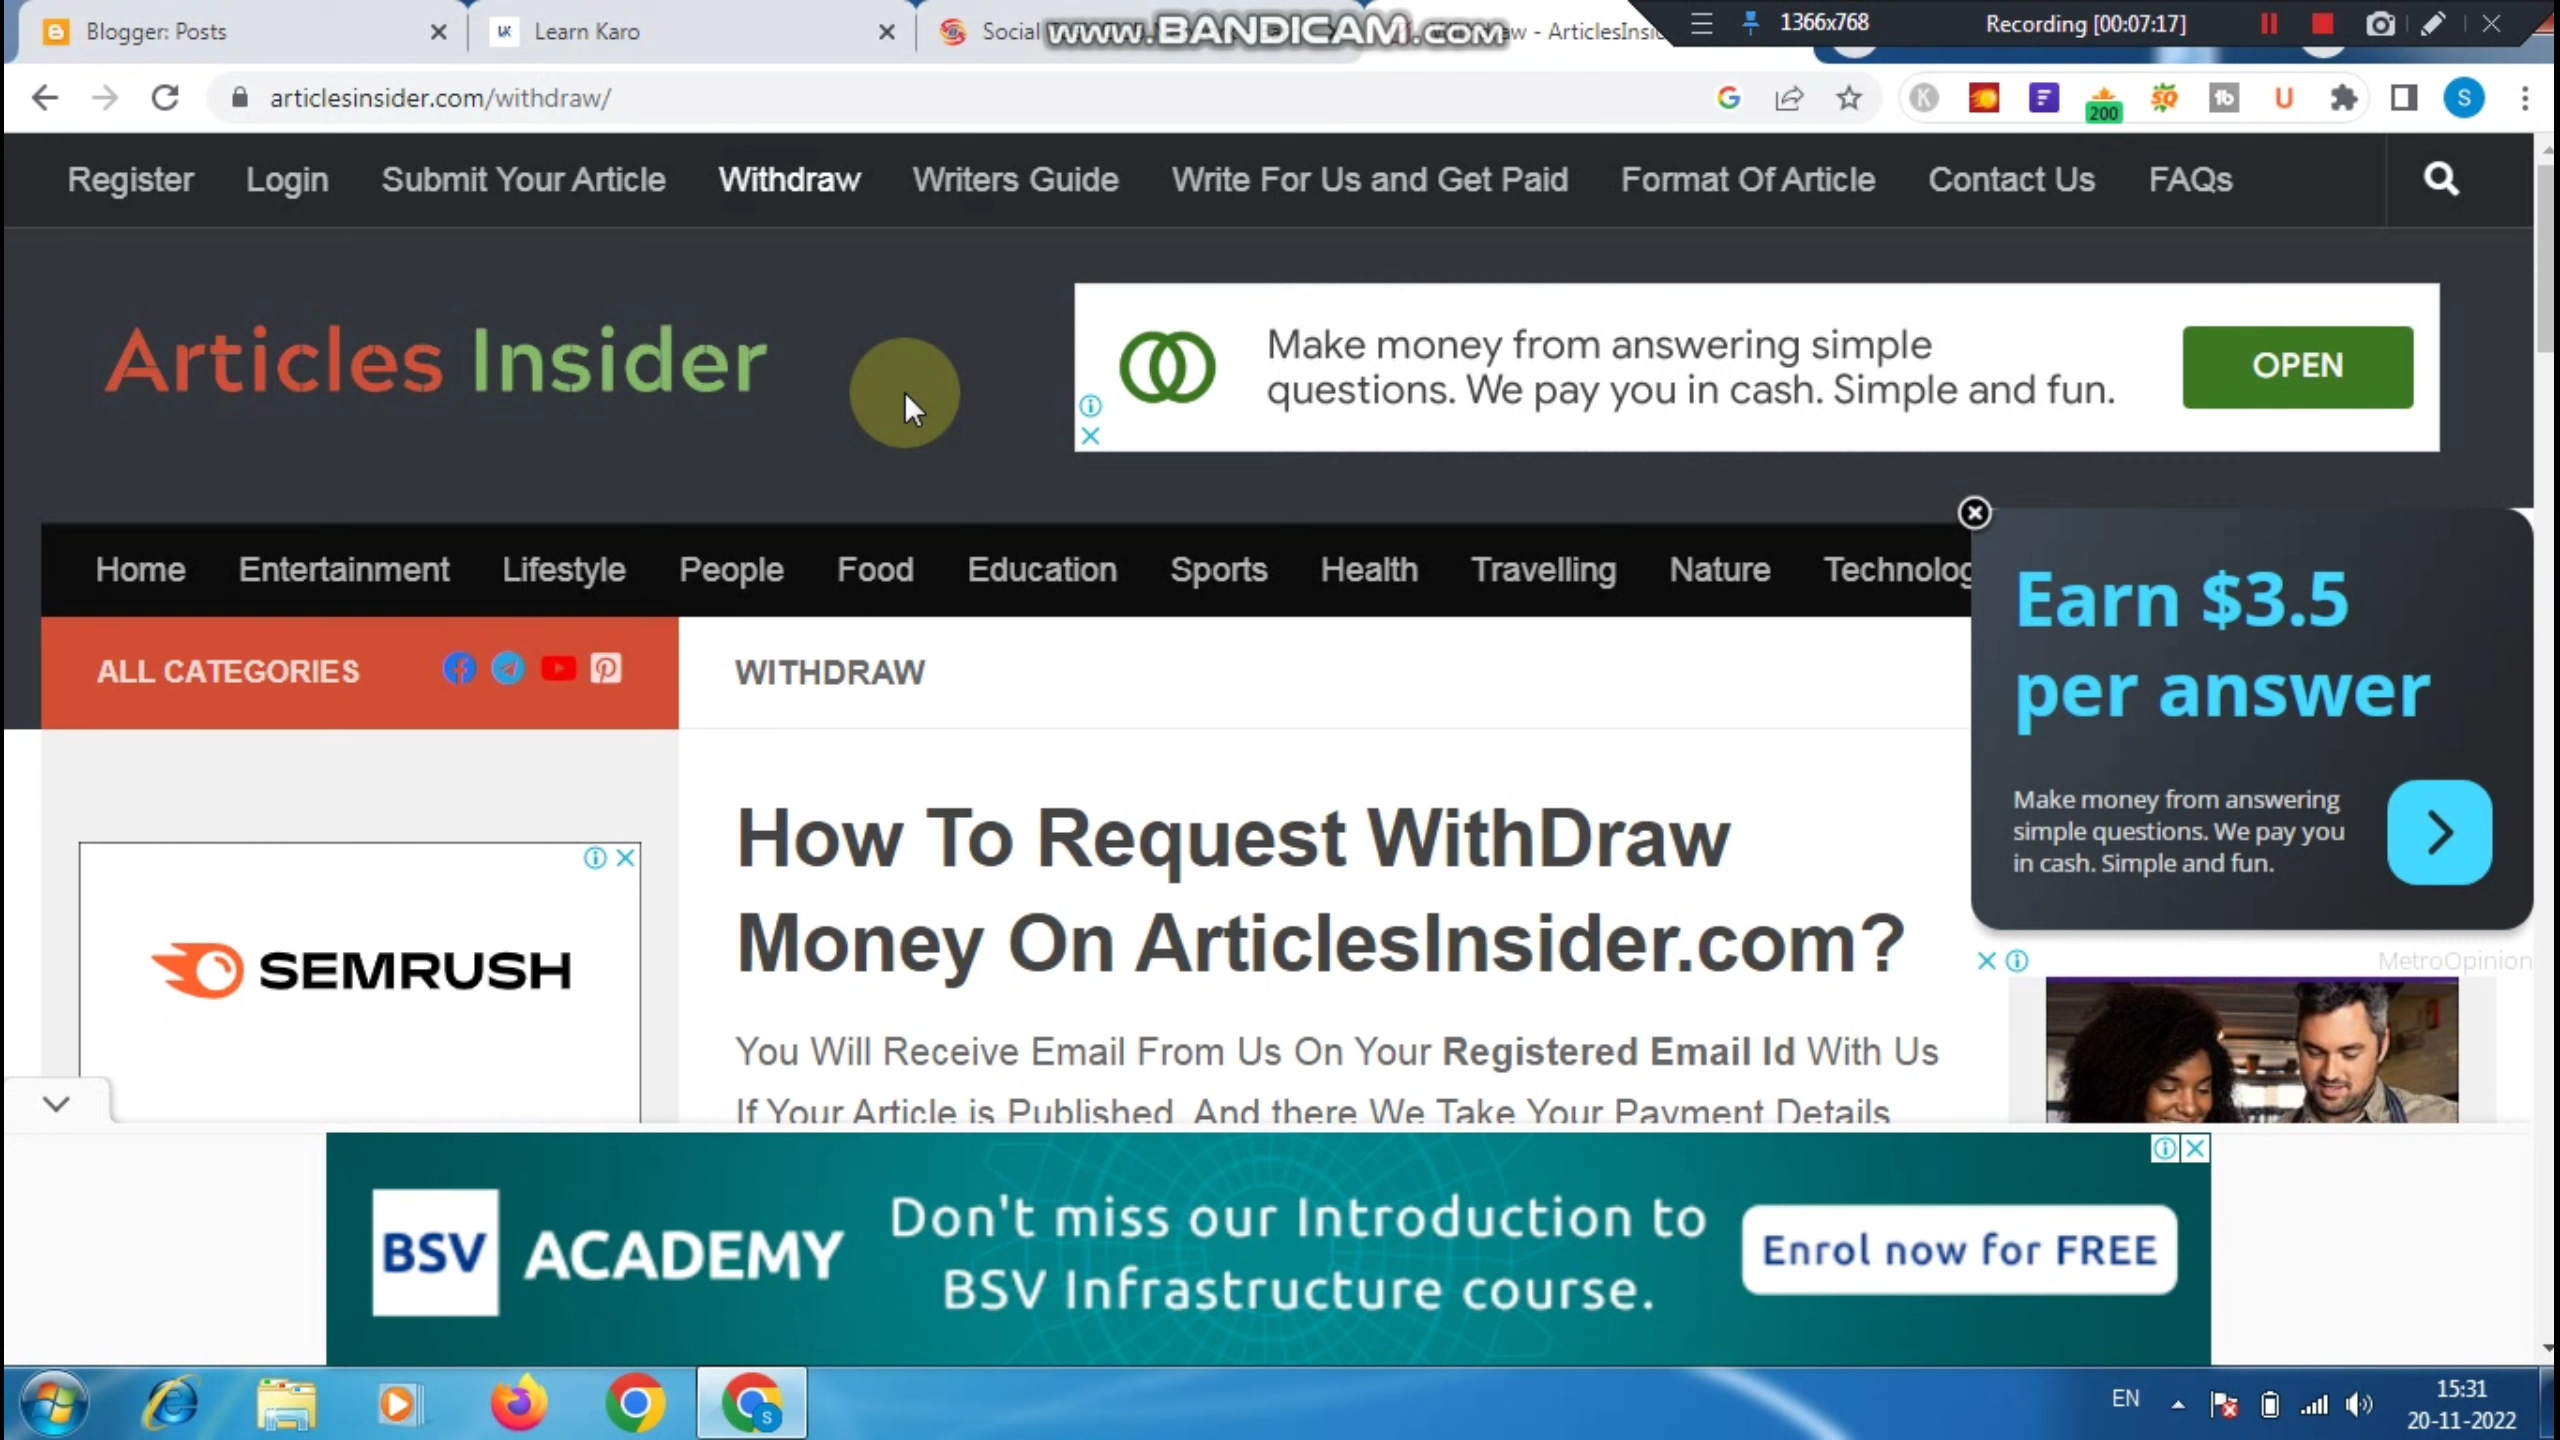 Blogger: Posts
Learn Karo
Social
www.BANDICAM.com
aw - ArticlesInsi
1366x768
Recording [00:07:17]
articlesinsider.com/withdraw/
200
S
Register
Login
Submit Your Article
Withdraw
Writers Guide
Write For Us and Get Paid
Format Of Article
Contact Us
FAQs
Articles Insider
Make money from answering simple
questions. We pay you in cash. Simple and fun.
OPEN
Home
Entertainment
Lifestyle
People
Food
Education
Sports
Health
Travelling
Nature
Technolog
Earn $3.5
per answer
Make money from answering
simple questions. We pay you
in cash. Simple and fun.
MetroOpinion
ALL CATEGORIES
WITHDRAW
How To Request WithDraw
Money On ArticlesInsider.com?
You Will Receive Email From Us On Your Registered Email Id With Us
If Your Article is Published. And there We Take Your Payment Details
SEMRUSH
BSV ACADEMY
Don't miss our Introduction to
BSV Infrastructure course.
Enrol now for FREE
S
EN
15:31
20-11-2022